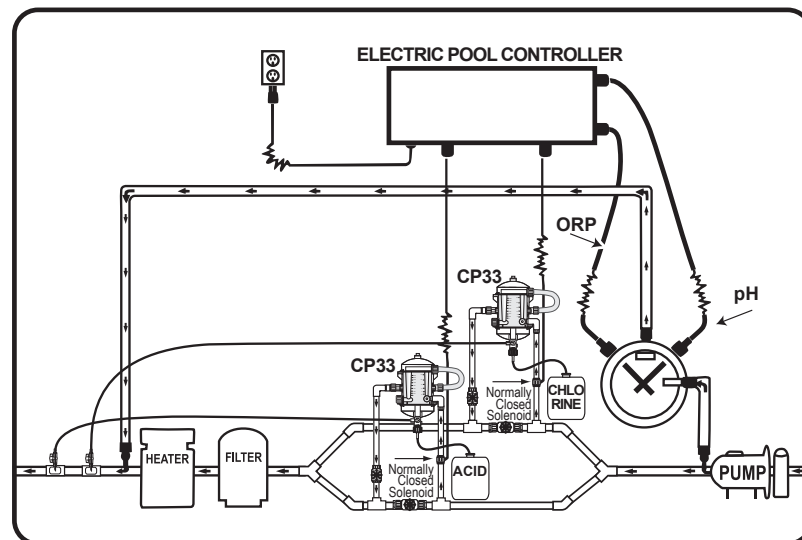 ELECTRIC POOL CONTROLLER
ORP
CP33
pH
CP33
Normally
Closed
Solenoid
CHLO
RINE
HEATER
FILTER
Normally
Closed
Solenoid
ACID
PUMP